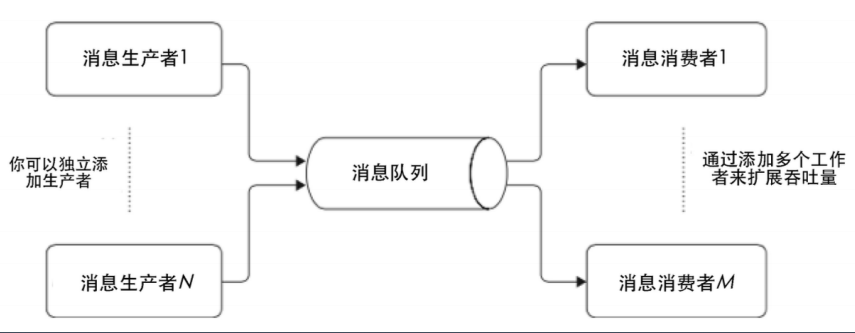 消息生产者1
消息消费者1
你可以独立添
加生产者
消息队列
通过添加多个工作
者来扩展吞吐量
消息生产者N
消息消费者M